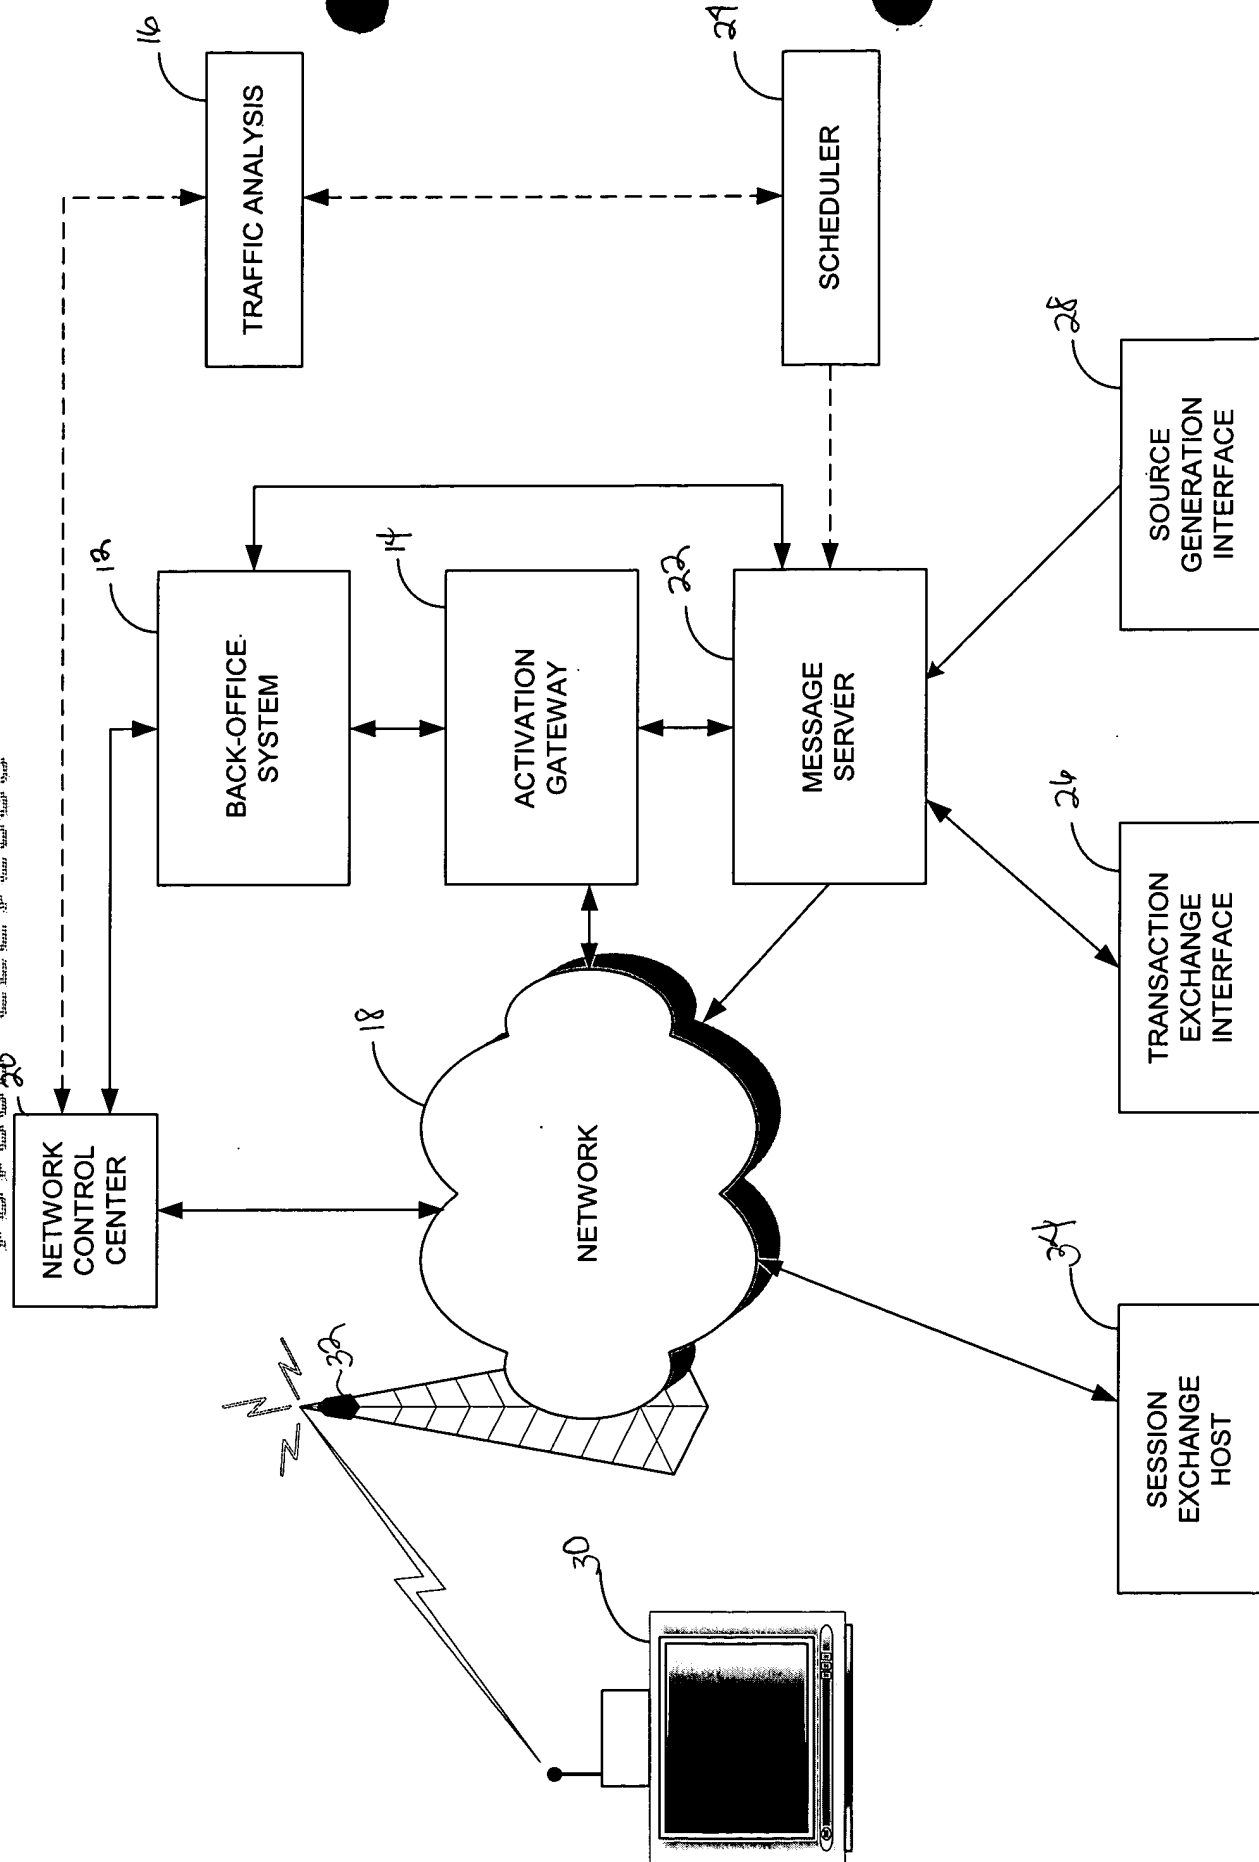 20
NETWORK
CONTROL
CENTER
12
BACK-OFFICE
SYSTEM
16
TRAFFIC ANALYSIS
32
18
NETWORK
14
ACTIVATION
GATEWAY
22
MESSAGE
SERVER
24
SCHEDULER
30
34
SESSION
EXCHANGE
HOST
26
TRANSACTION
EXCHANGE
INTERFACE
28
SOURCE
GENERATION
INTERFACE